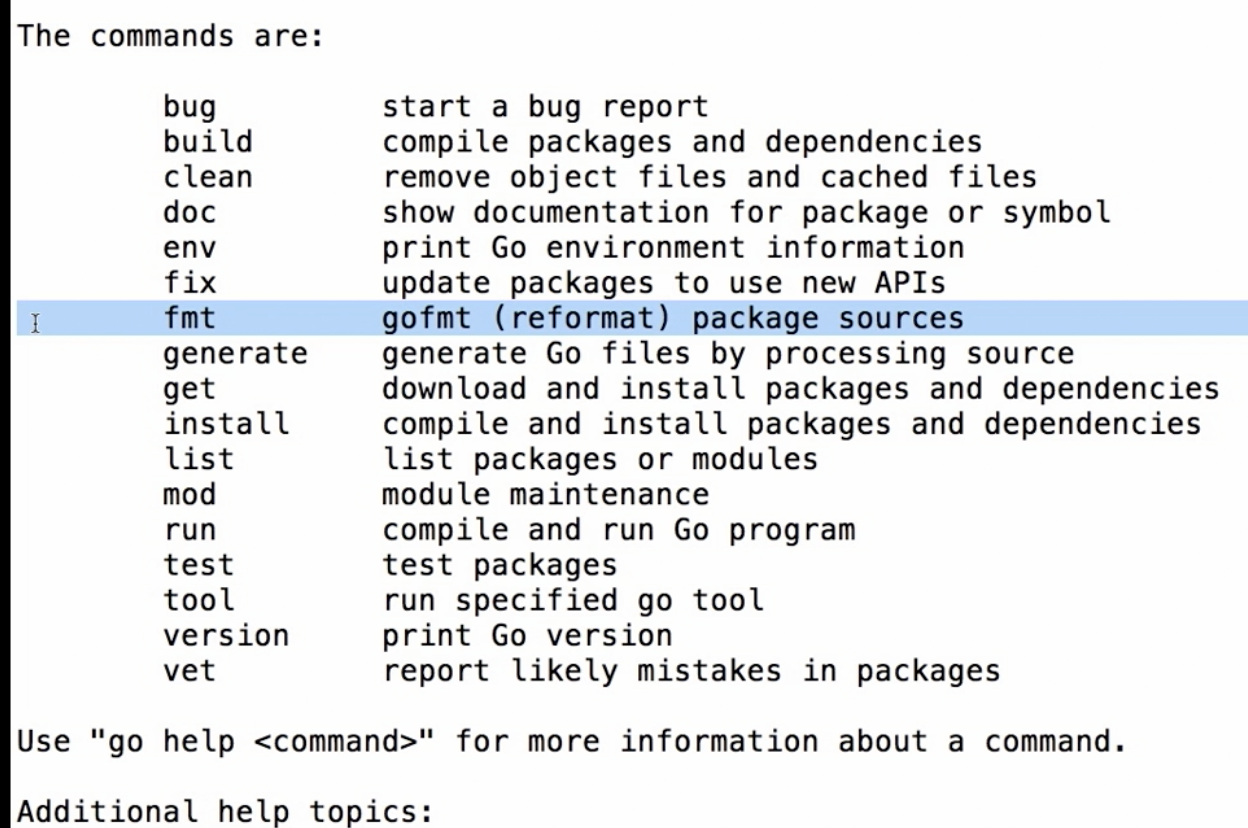 The commands are:
bug start a bug report
build compile packages and dependencies
clean remove object files and cached files
doc show documentation for package or symbol
env print Go environment information
fix update packages to use new APIs
fmt gofmt (reformat) package sources
generate generate Go files by processing source
get download and install packages and dependencies
install compile and install packages and dependencies
list list packages or modules
mod module maintenance
run compile and run Go program
test test packages
tool run specified go tool
version print Go version
vet report likely mistakes in packages
Use "go help <command>" for more information about a command.
Additional help topics: